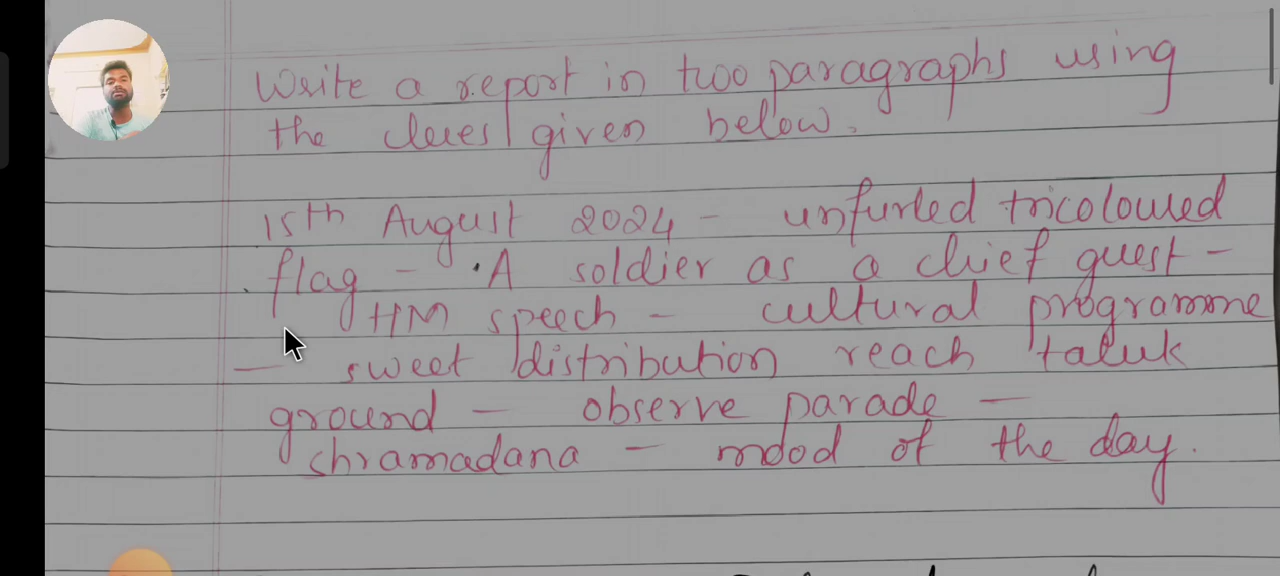 Write a report in two paragraphs using
the clues given below.
15th August 2024 - unfurled tricoloured
flag - A soldier as a chief guest -
HM speech - cultural programme
- sweet distribution reach taluk
ground - observe parade -
shramadana - mood of the day.